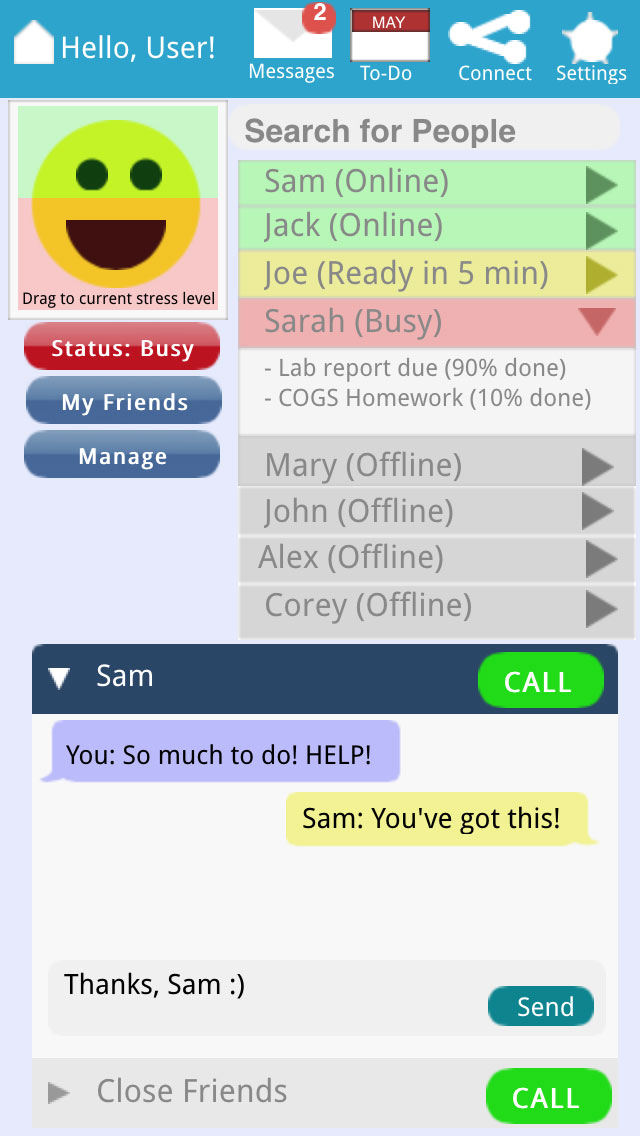 Hello, User!
2
Messages
MAY
To-Do
Connect
Settings
Drag to current stress level
Status: Busy
My Friends
Manage
Search for People
Sam (Online)
Jack (Online)
Joe (Ready in 5 min)
Sarah (Busy)
- Lab report due (90% done)
- COGS Homework (10% done)
Mary (Offline)
John (Offline)
Alex (Offline)
Corey (Offline)
Sam
CALL
You: So much to do! HELP!
Sam: You've got this!
Thanks, Sam :)
Send
Close Friends
CALL